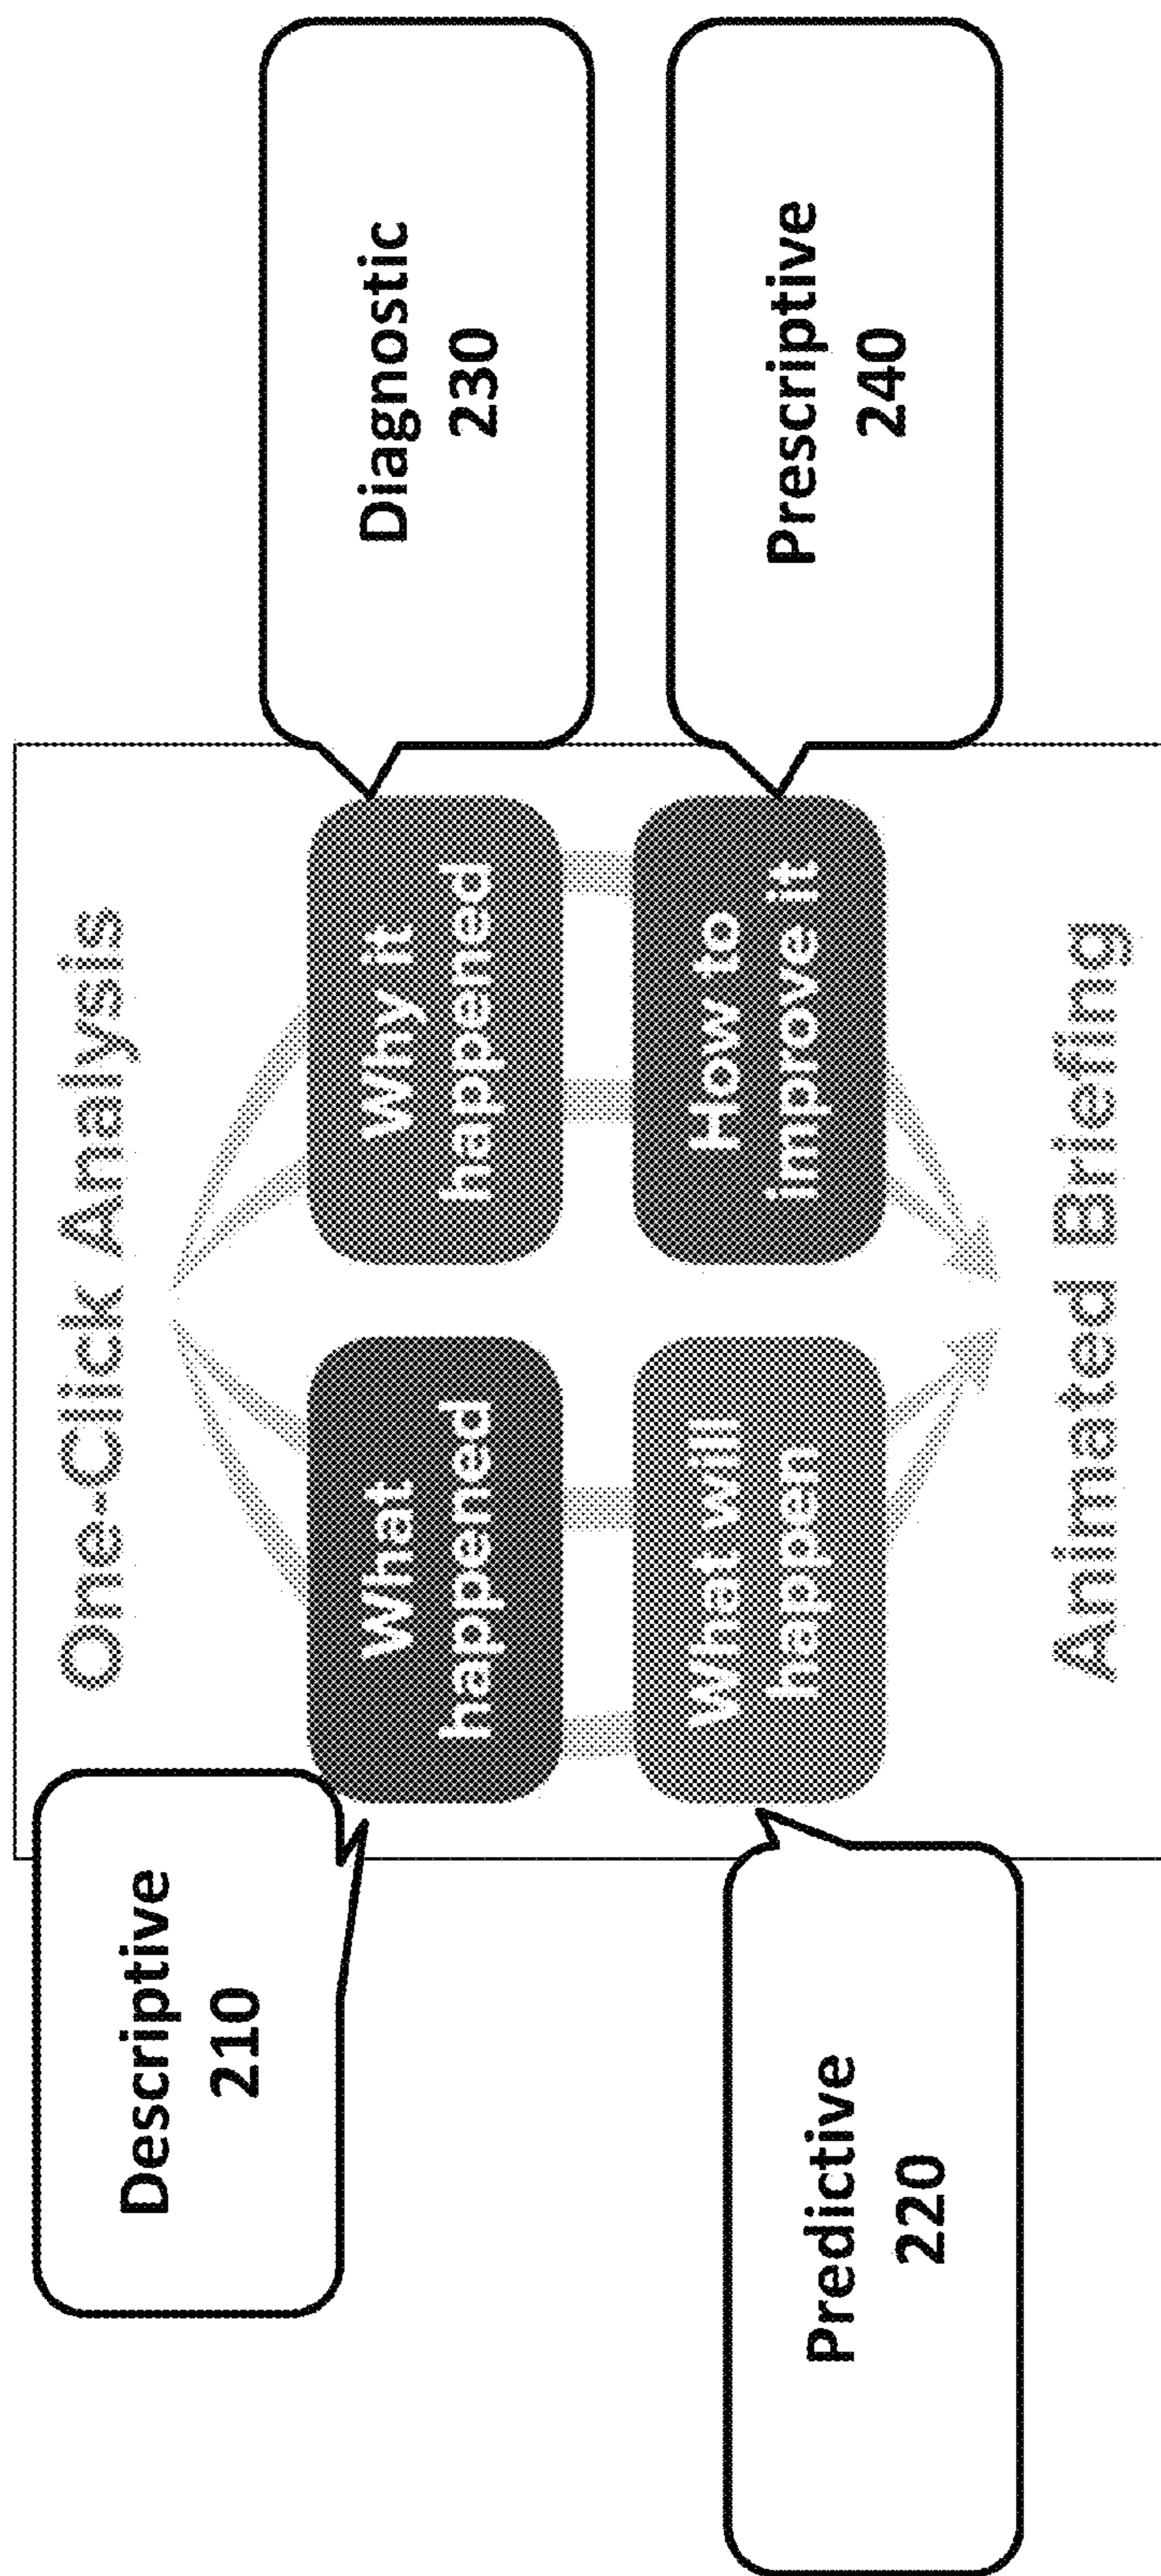 One-Click Analysis
Descriptive
210
What
happened
Why it
happened
Diagnostic
230
Predictive
220
What will
happen
How to
improve it
Prescriptive
240
Animated Briefing